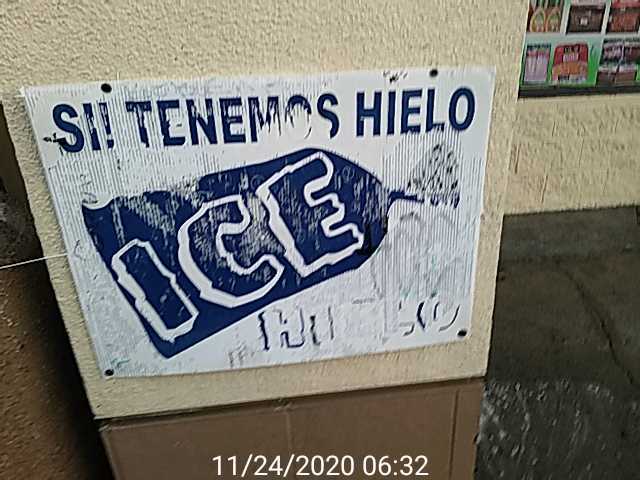 SI! TENEMOS HIELO
ICE
HIELO
11/24/2020 06:32